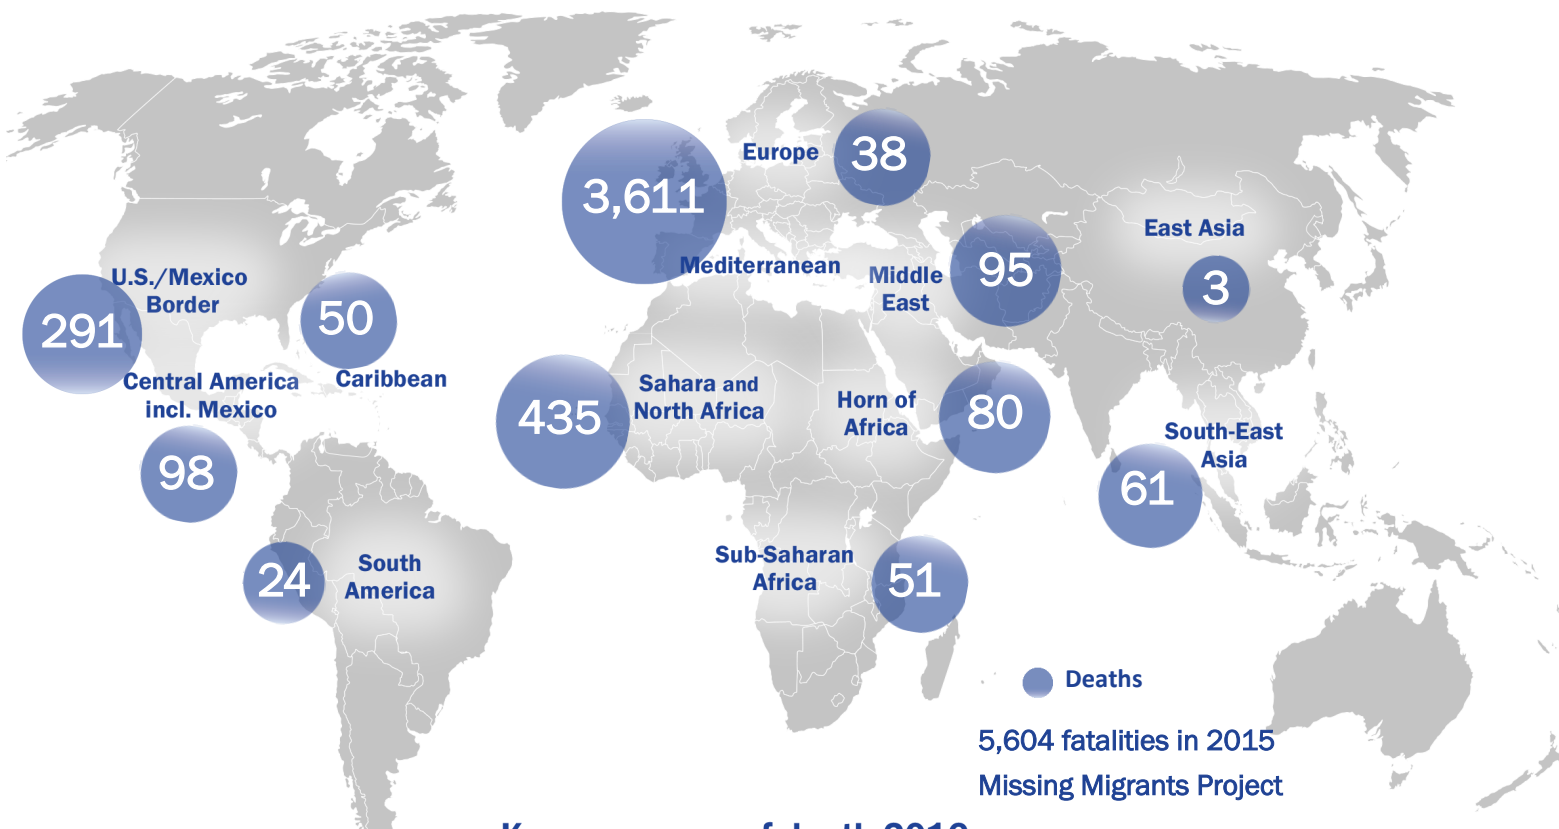 Europe
38
3,611
East Asia
Mediterranean
Middle
East
95
3
U.S./Mexico
Border
291
50
Central America
incl. Mexico
Caribbean
98
435
Sahara and
North Africa
Horn of
Africa
80
South-East
Asia
61
24
South
America
Sub-Saharan
Africa
51
Deaths
5,604 fatalities in 2015
Missing Migrants Project